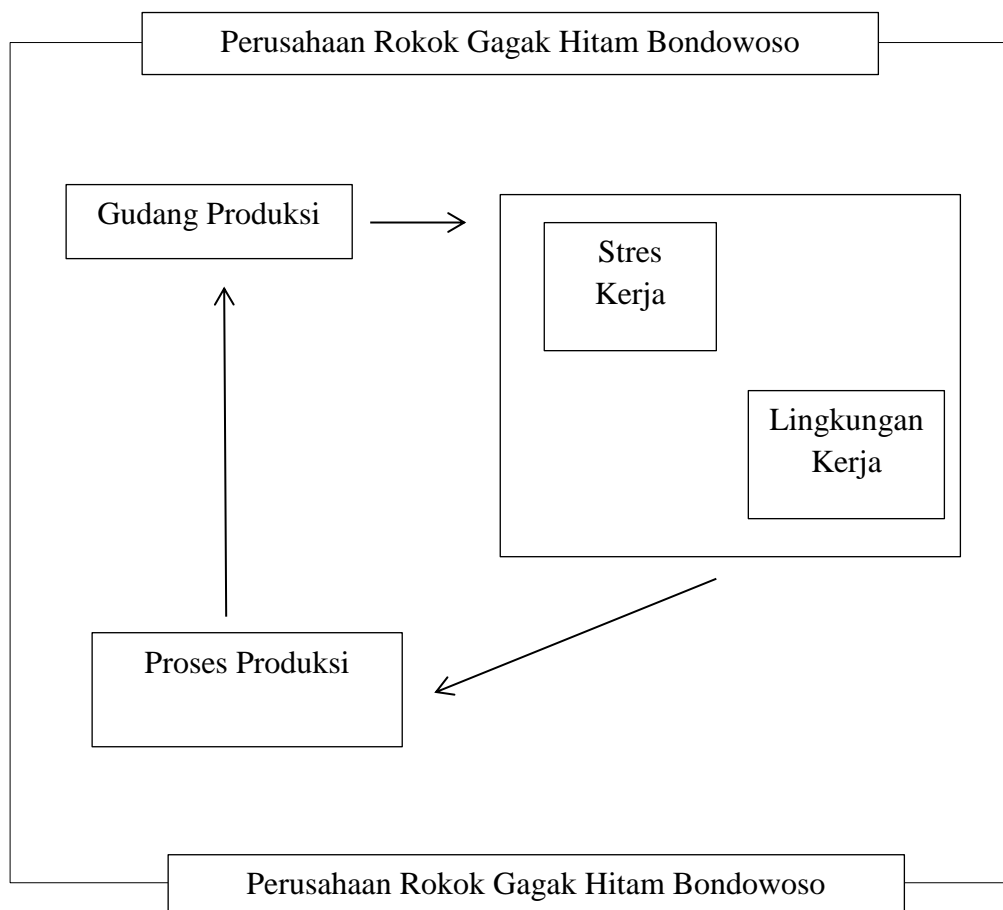 Perusahaan Rokok Gagak Hitam Bondowoso
Gudang Produksi
Stres
Kerja
Lingkungan
Kerja
Proses Produksi
Perusahaan Rokok Gagak Hitam Bondowoso